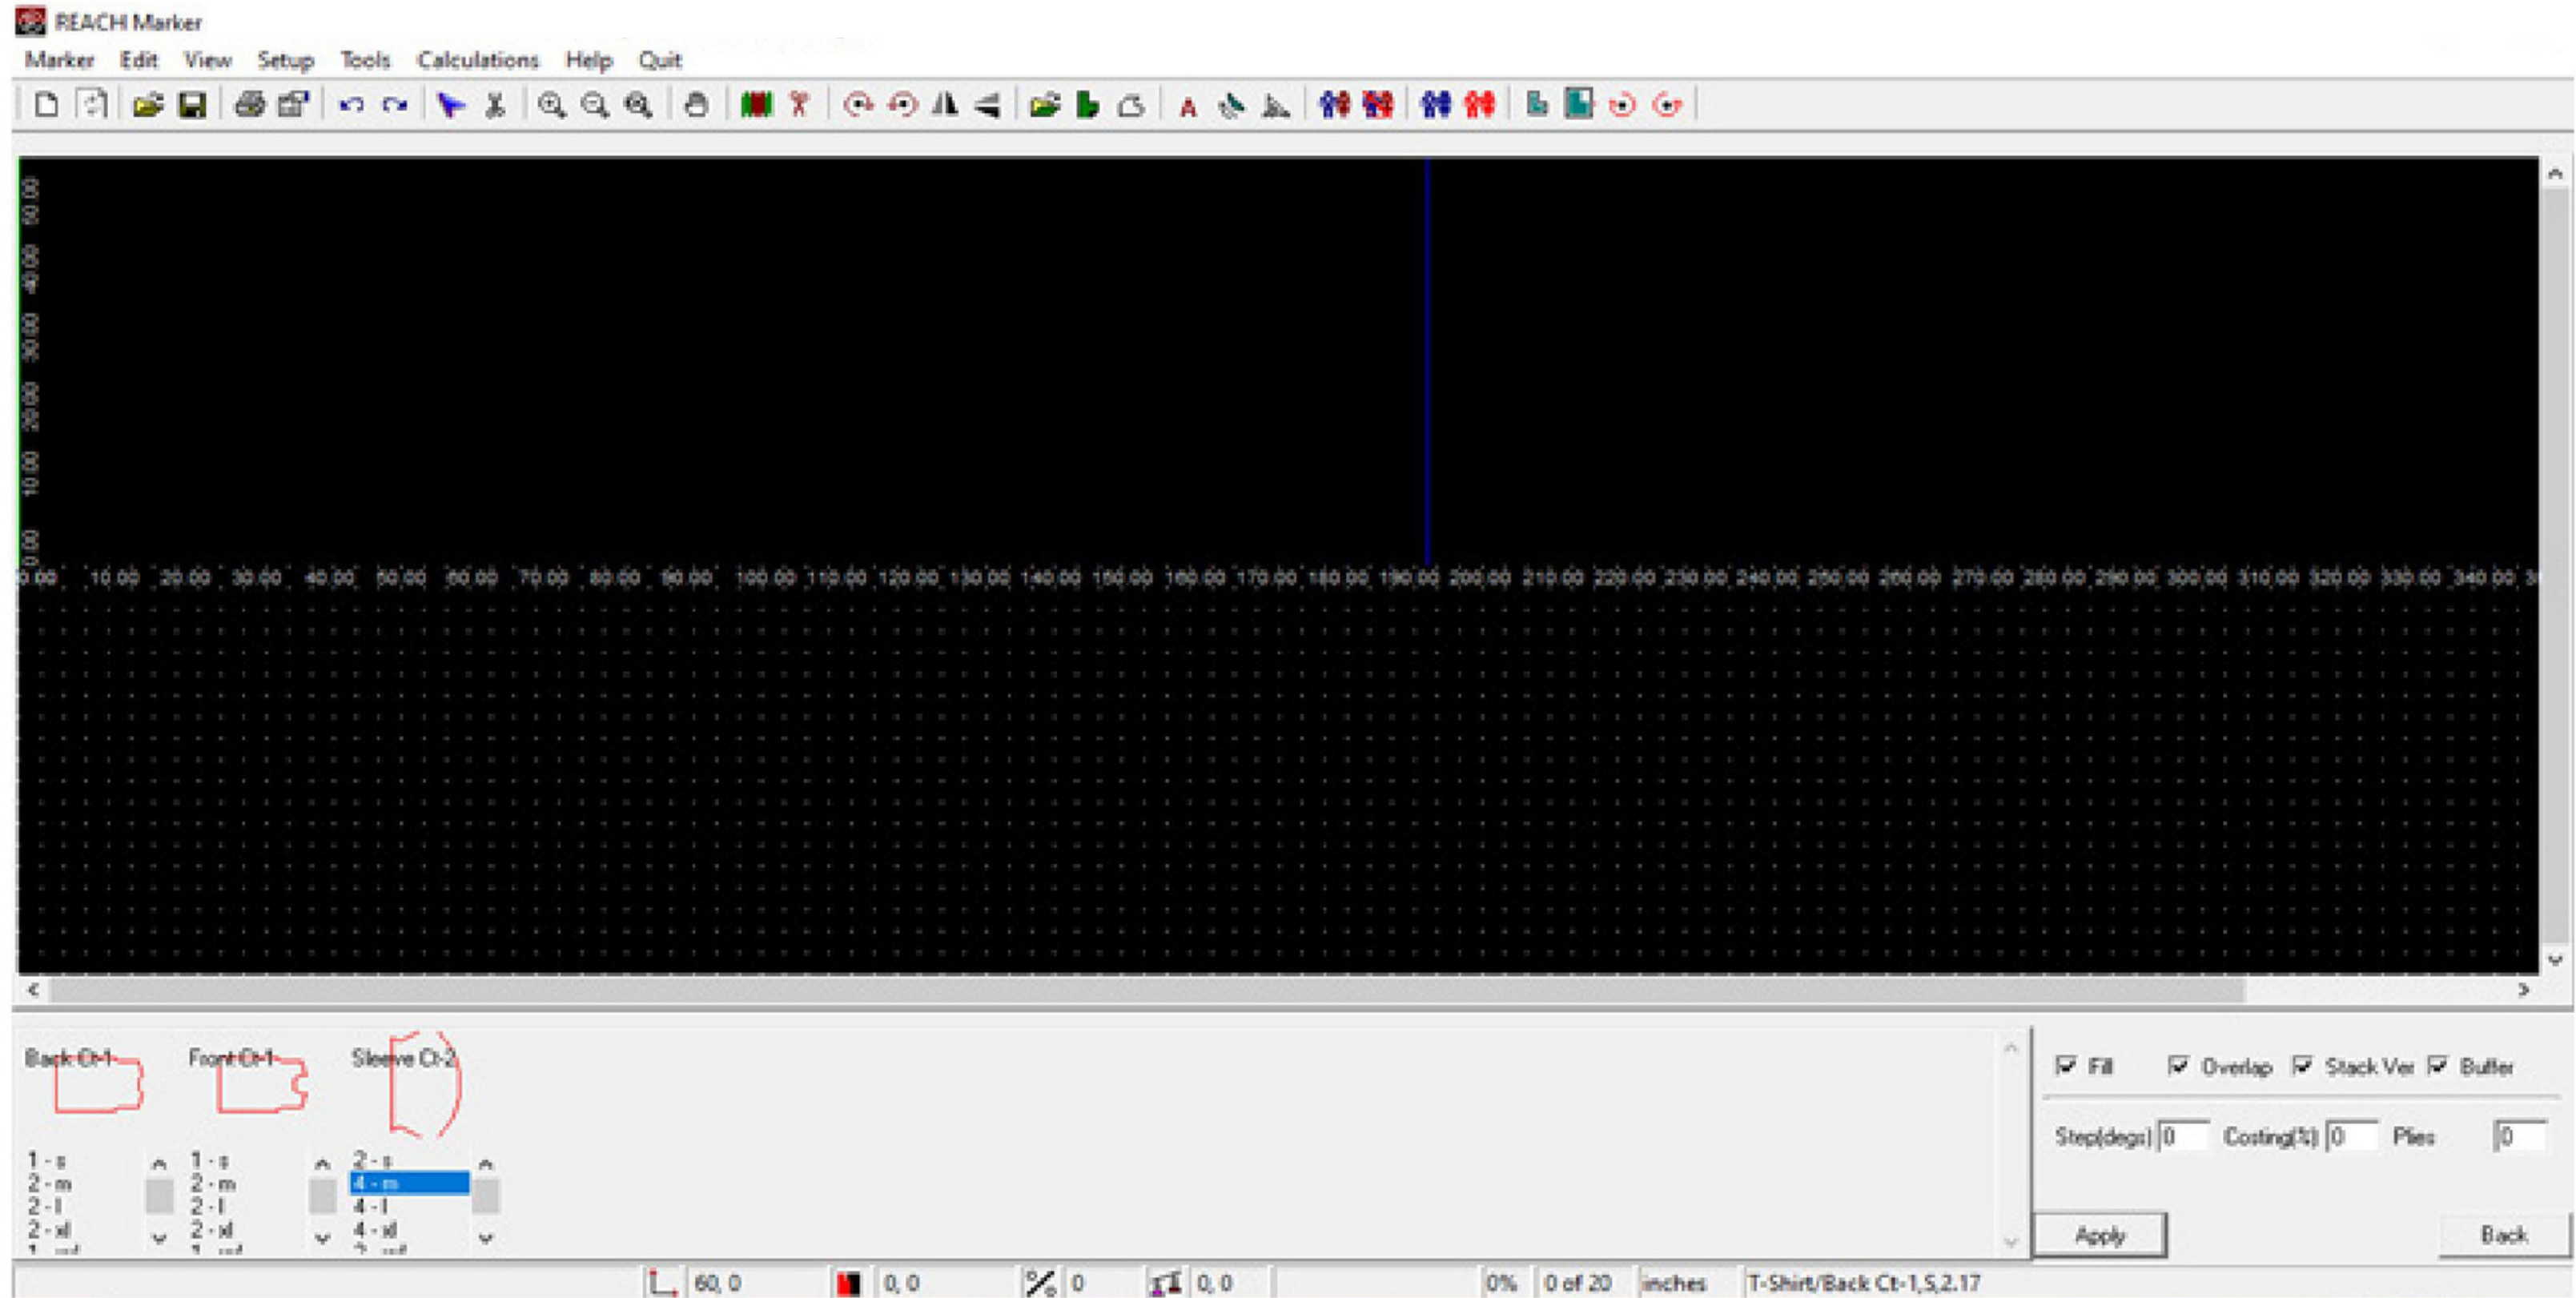 REACH Marker
Marker Edit View Setup Tools Calculations Help Quit
50.00
40.00
30.00
20.00
10.00
0.00
0.00 10.00 20.00 30.00 40.00 50.00 60.00 70.00 80.00 90.00 100.00 110.00 120.00 130.00 140.00 150.00 160.00 170.00 180.00 190.00 200.00 210.00 220.00 230.00 240.00 250.00 260.00 270.00 280.00 290.00 300.00 310.00 320.00 330.00 340.00
Back Ct-1 Front Ct-1 Sleeve Ct-2
Fill Overlap Stack Ver Buffer
Step(degs) 0 Costing(%) 0 Plies 0
1 - s 1 - s 2 - s
2 - m 2 - m 4 - m
2 - l 2 - l 4 - l
2 - xl 2 - xl 4 - xl
Apply Back
60, 0 0, 0 0 0, 0 0% 0 of 20 inches T-Shirt/Back Ct-1,S,2.17